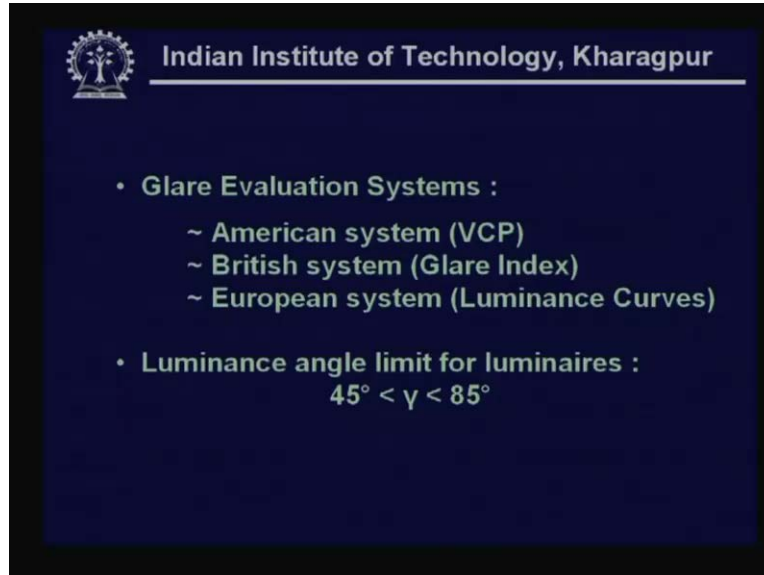 Indian Institute of Technology, Kharagpur
• Glare Evaluation Systems :
~ American system (VCP)
~ British system (Glare Index)
~ European system (Luminance Curves)
• Luminance angle limit for luminaires :
45° < γ < 85°